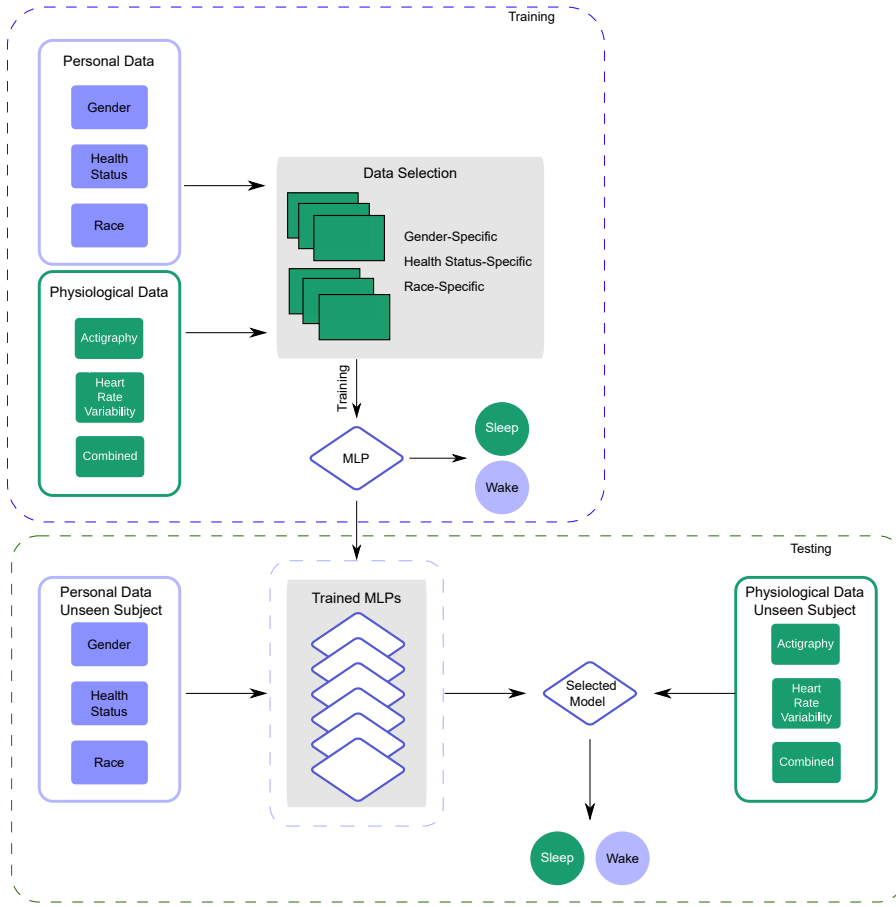 Training
Personal Data
Gender
Health
Status
Race
Physiological Data
Actigraphy
Heart
Rate
Variability
Combined
Data Selection
Gender-Specific
Health Status-Specific
Race-Specific
Training
MLP
Sleep
Wake
Testing
Personal Data
Unseen Subject
Gender
Health
Status
Race
Trained MLPs
Selected
Model
Physiological Data
Unseen Subject
Actigraphy
Heart
Rate
Variability
Combined
Sleep
Wake